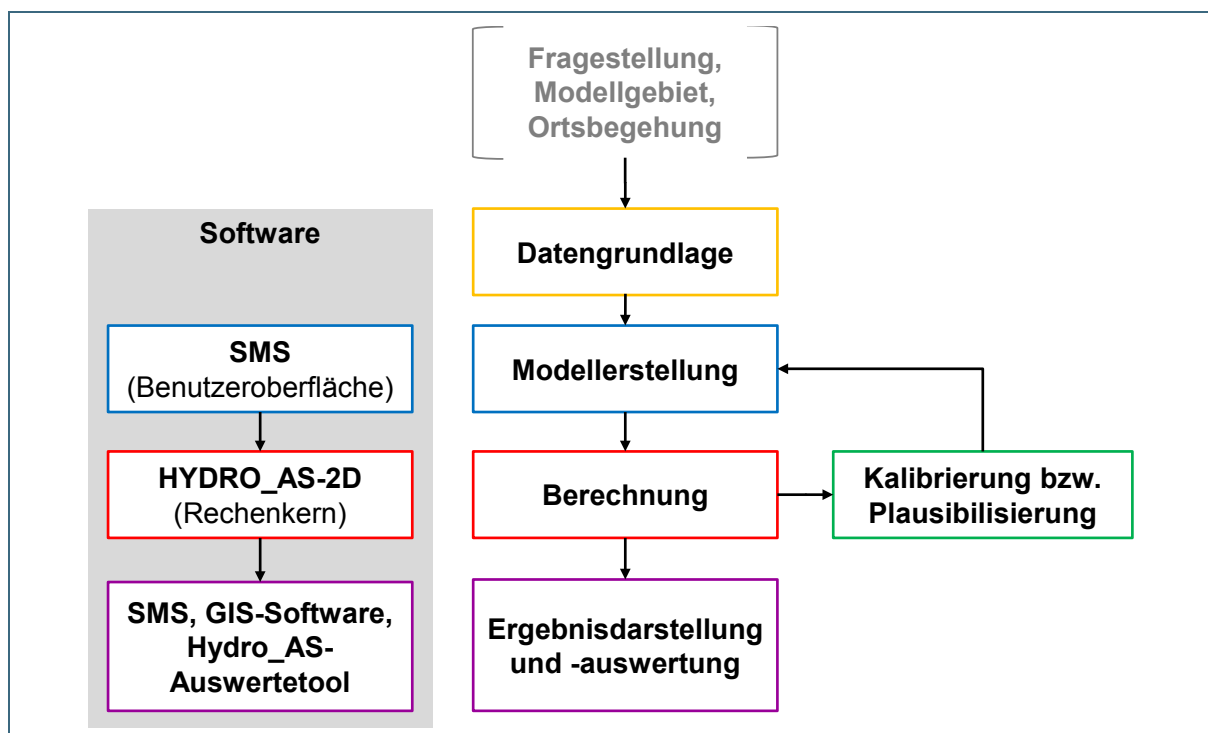 Fragestellung,
Modellgebiet,
Ortsbegehung
Software
Datengrundlage
SMS
(Benutzeroberfläche)
Modellerstellung
HYDRO_AS-2D
(Rechenkern)
Berechnung
Kalibrierung bzw.
Plausibilisierung
SMS, GIS-Software,
Hydro_AS-
Auswertetool
Ergebnisdarstellung
und -auswertung